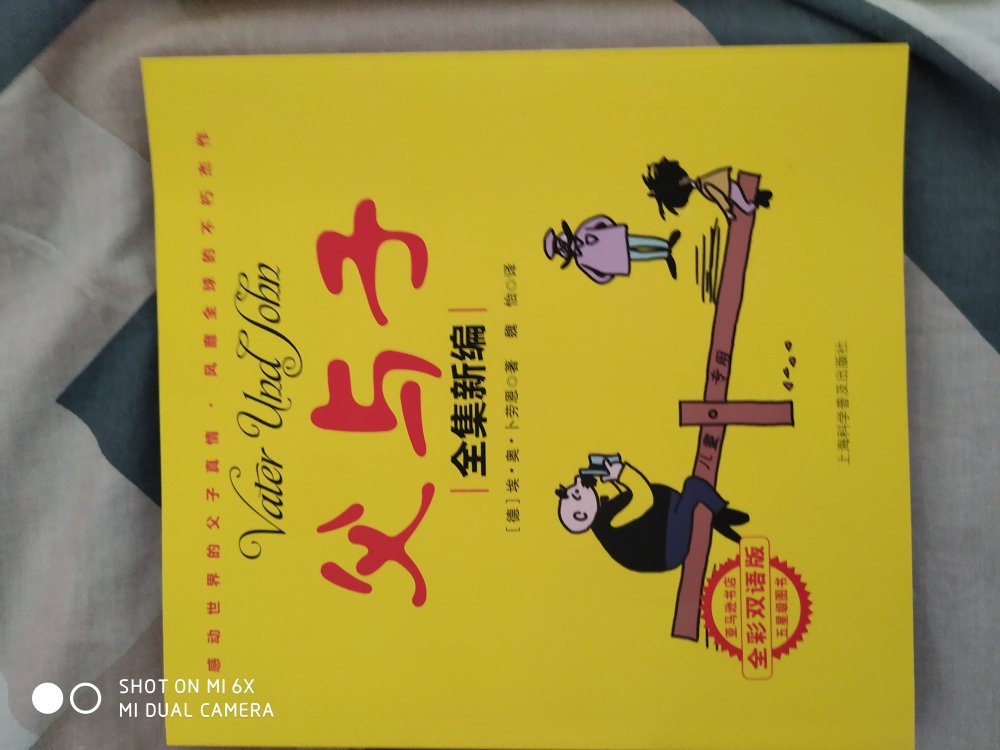 感动世界的父子真情·风靡全球的不朽杰作
Vater Und Sohn
父与子
全集新编
[德]埃·奥·卜劳恩○著 魏怡○译
儿童 专用
亚马逊书店
全彩双语版
五星级图书
上海科学普及出版社
SHOT ON MI 6X
MI DUAL CAMERA